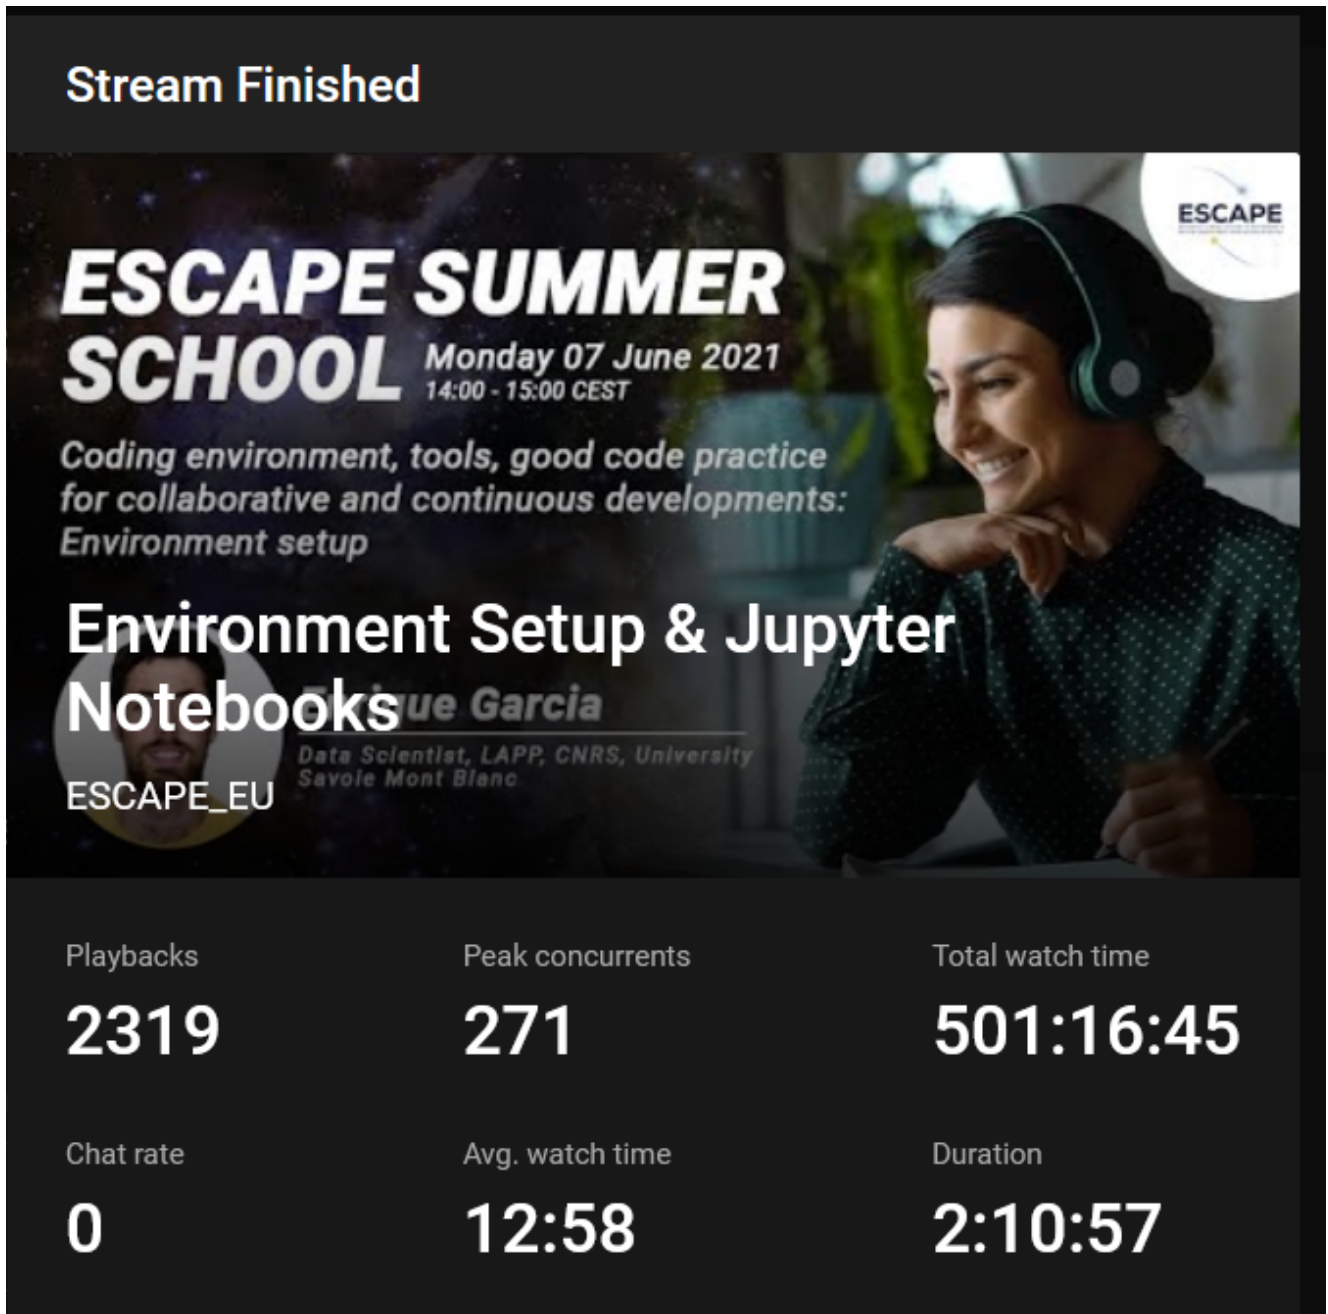 Stream Finished
ESCAPE
ESCAPE SUMMER
SCHOOL Monday 07 June 2021
14:00 - 15:00 CEST
Coding environment, tools, good code practice
for collaborative and continuous developments:
Environment setup
Environment Setup & Jupyter
Notebooks
Garcia
Data Scientist, LAPP, CNRS, University
Savoie Mont Blanc
ESCAPE_EU
Playbacks
Peak concurrents
Total watch time
2319
271
501:16:45
Chat rate
Avg. watch time
Duration
0
12:58
2:10:57